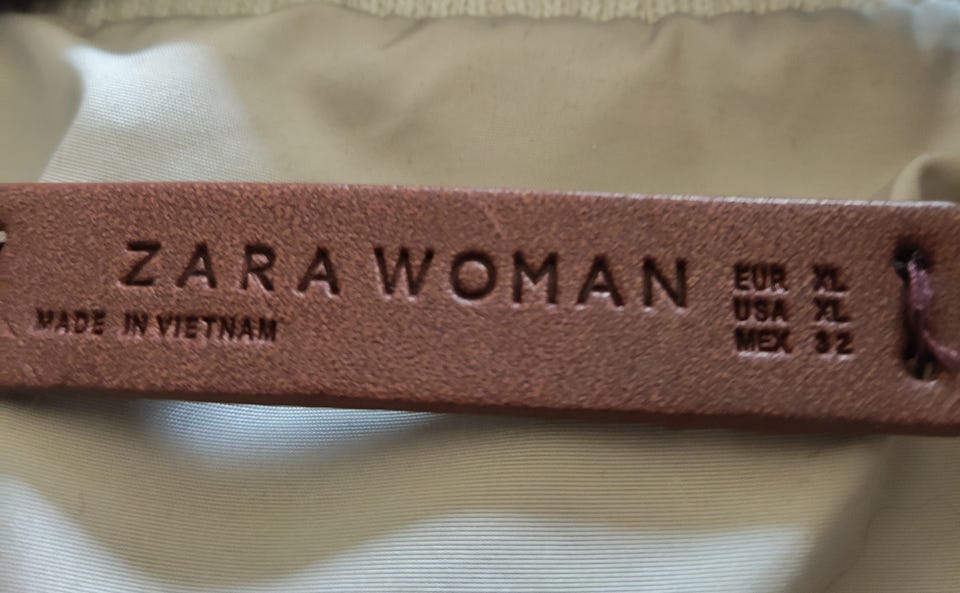 ZARA WOMAN
MADE IN VIETNAM
EUR XL
USA XL
MEX 32